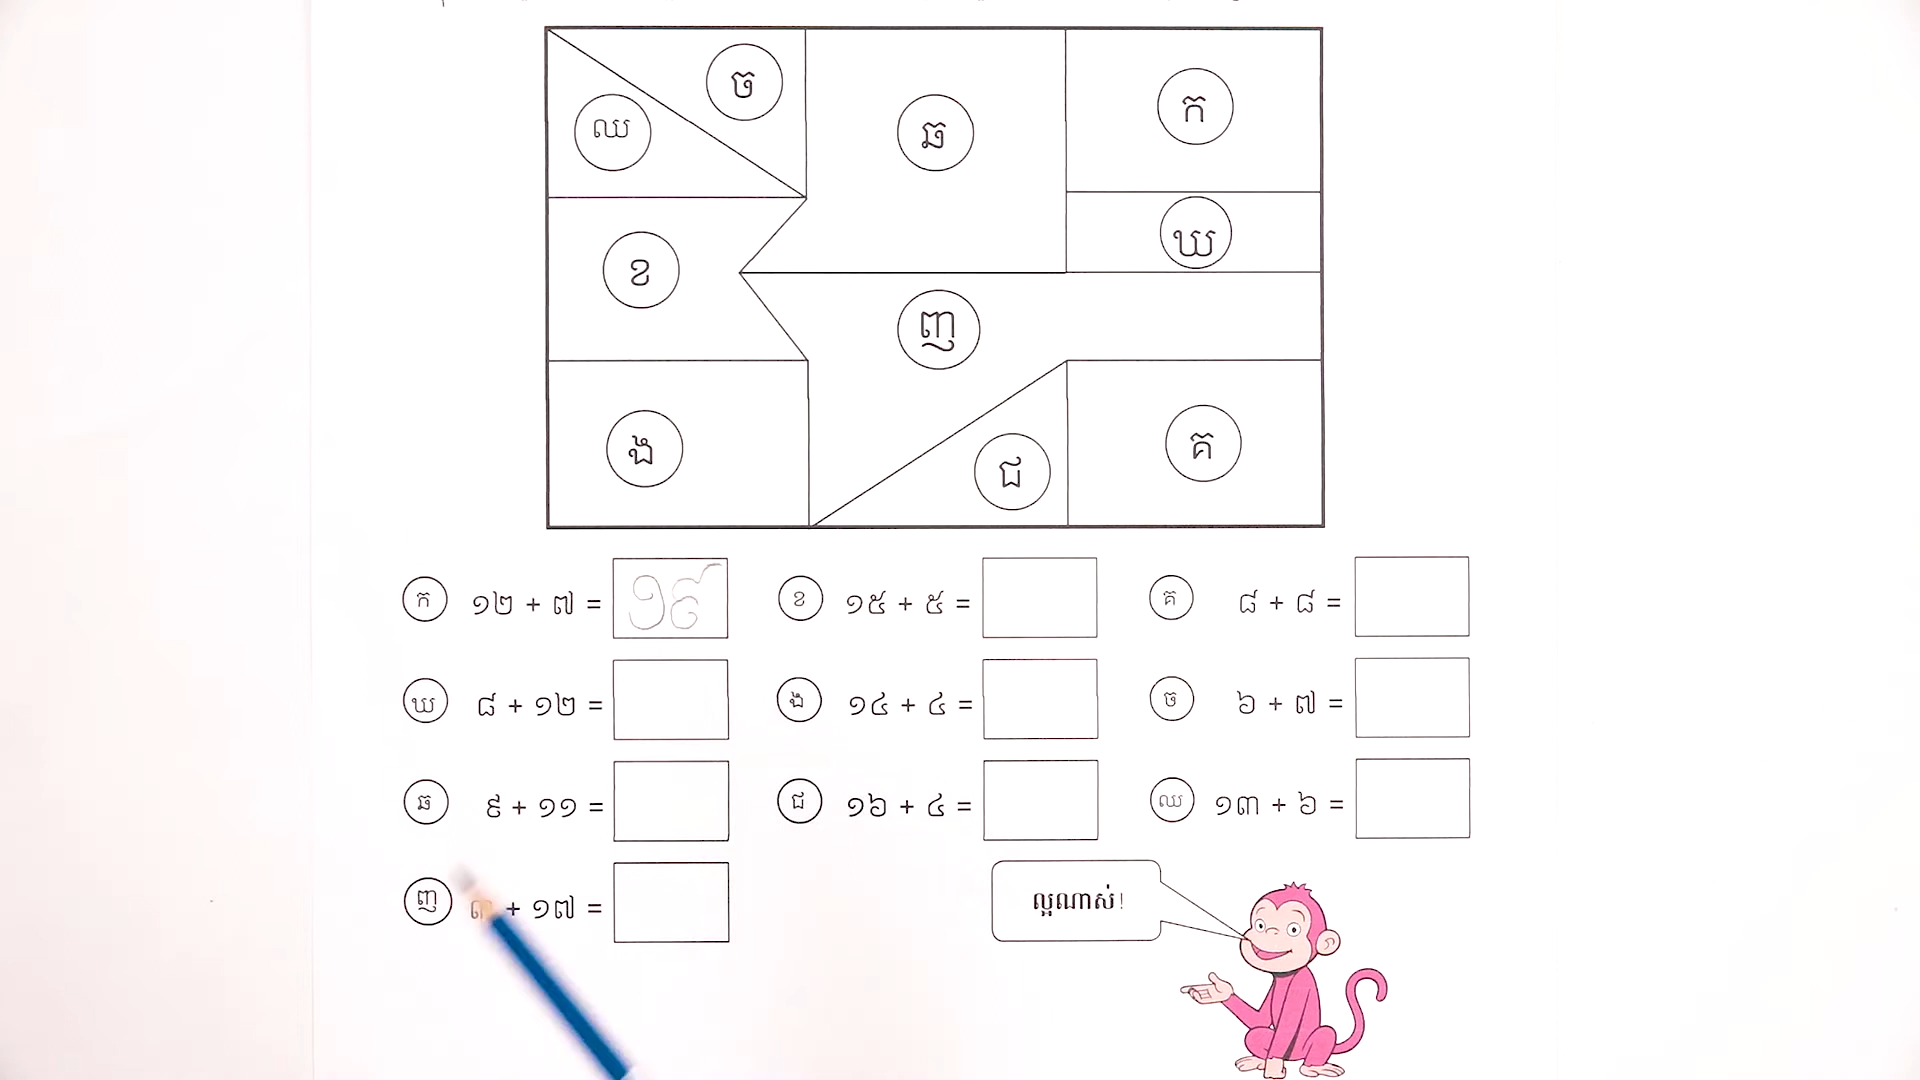 ច
ឈ
ឆ
ក
ឃ
ខ
ញ
ង
ជ
គ
ក ១២ + ៧ = ១៩
ខ ១៥ + ៥ =
គ ៨ + ៨ =
ឃ ៨ + ១២ =
ង ១៤ + ៤ =
ច ៦ + ៧ =
ឆ ៩ + ១១ =
ជ ១៦ + ៤ =
ឈ ១៣ + ៦ =
ញ ៣ + ១៧ =
ល្អណាស់!